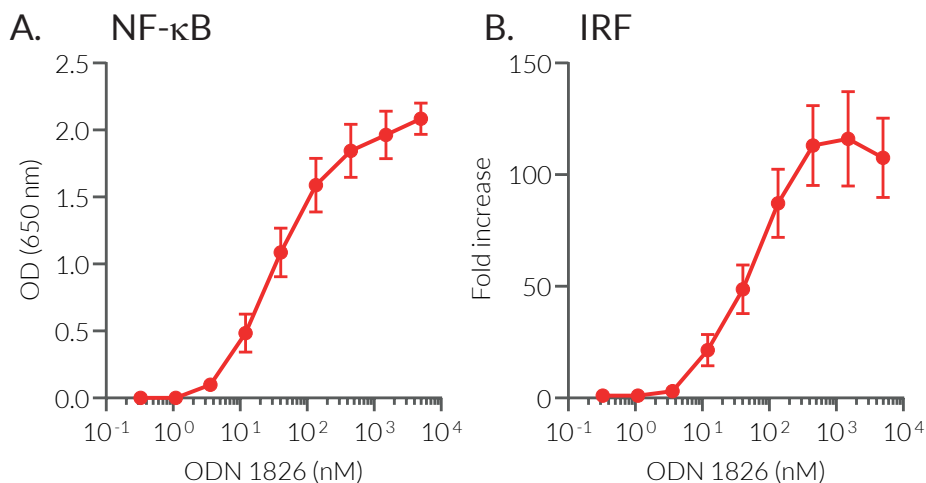 A. NF-κB
2.5
2.0
1.5
1.0
0.5
0.0
OD (650 nm)
10⁻¹ 10⁰ 10¹ 10² 10³ 10⁴
ODN 1826 (nM)
B. IRF
150
100
50
0
Fold increase
10⁻¹ 10⁰ 10¹ 10² 10³ 10⁴
ODN 1826 (nM)